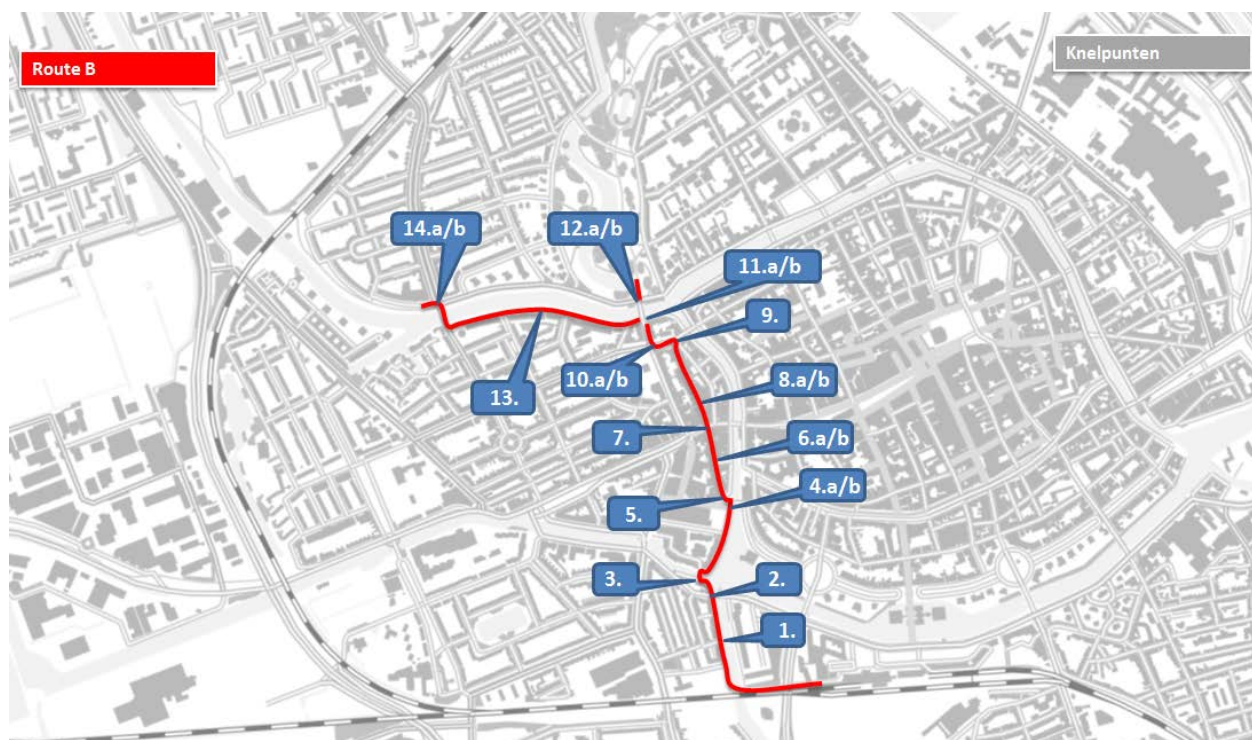 Route B
Knelpunten
14.a/b
12.a/b
11.a/b
9.
10.a/b
13.
8.a/b
7.
6.a/b
4.a/b
5.
3.
2.
1.